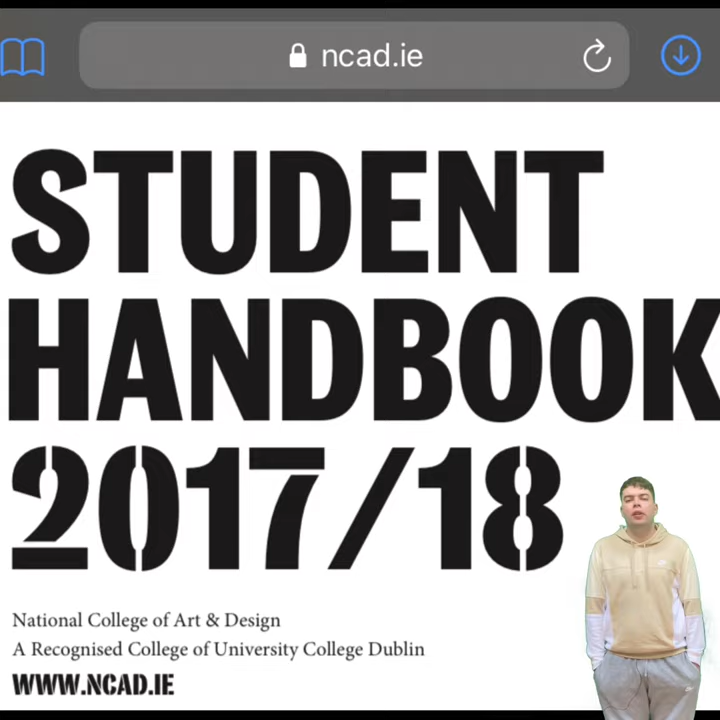 ncad.ie
STUDENT
HANDBOOK
2017/18
National College of Art & Design
A Recognised College of University College Dublin
WWW.NCAD.IE